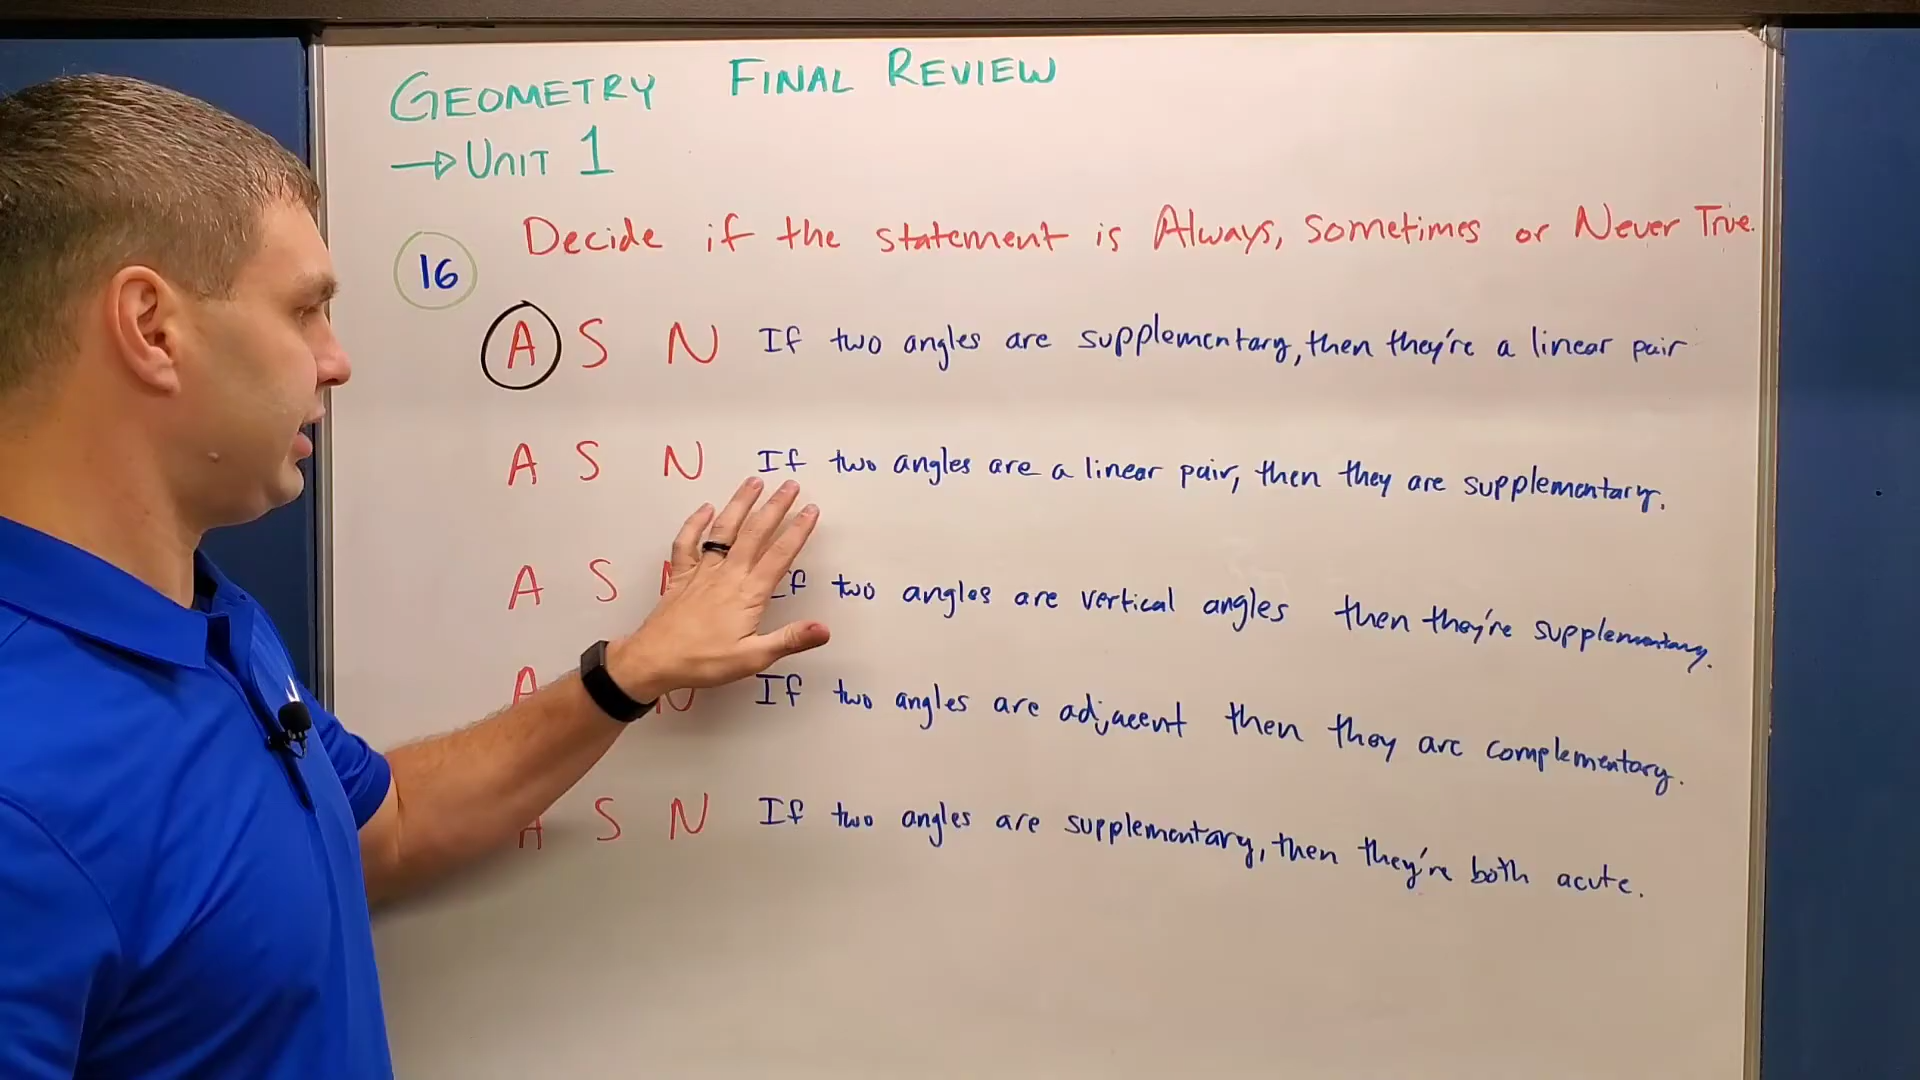 GEOMETRY FINAL REVIEW
→ UNIT 1
Decide if the statement is Always, Sometimes or Never True.
16
A S N If two angles are supplementary, then they're a linear pair
A S N If two angles are a linear pair, then they are supplementary.
A S N If two angles are vertical angles then they're supplementary.
A N If two angles are adjacent then they are complementary.
A S N If two angles are supplementary, then they're both acute.